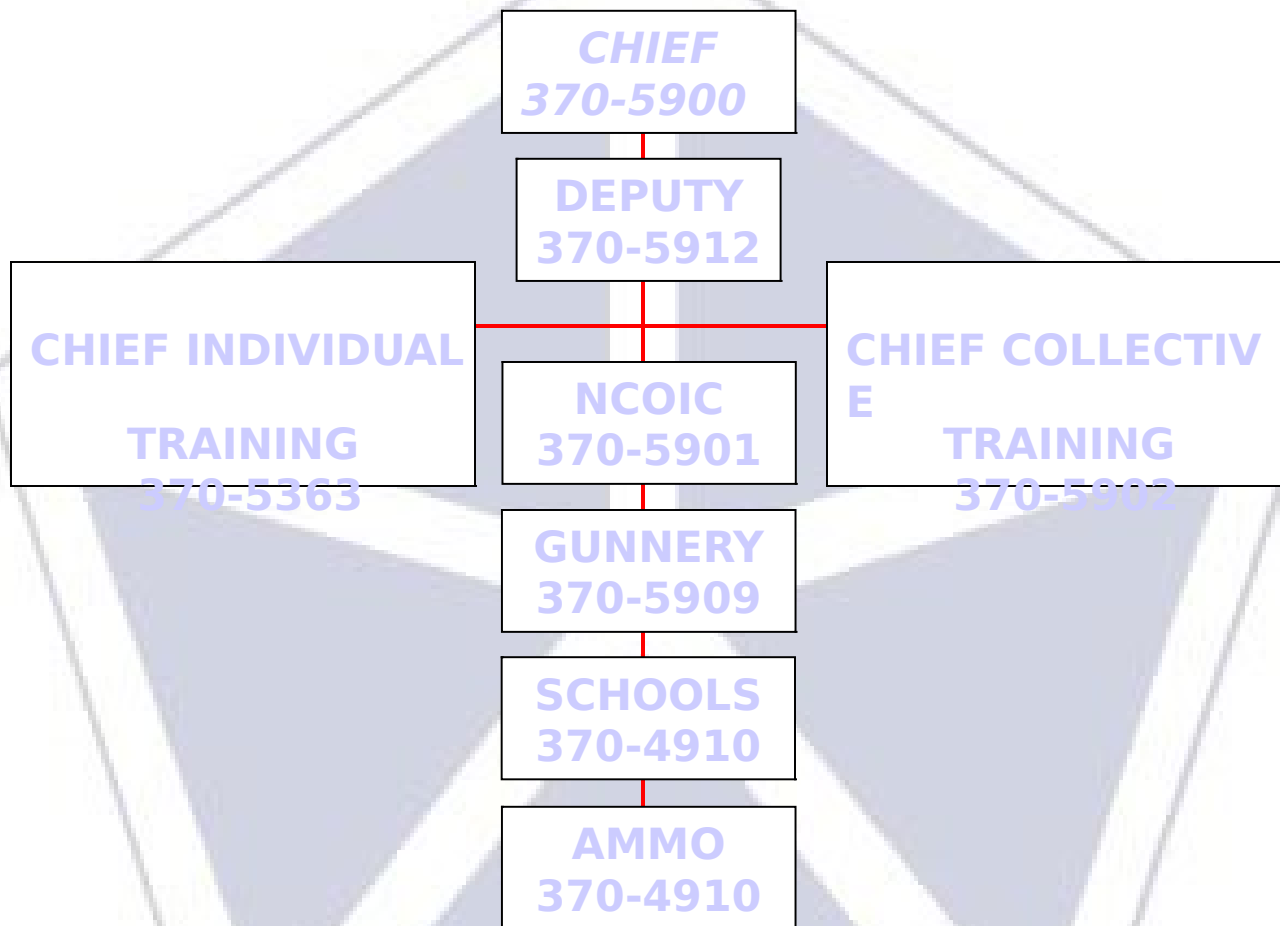 CHIEF
370-5900
DEPUTY
370-5912
CHIEF INDIVIDUAL
TRAINING
370-5363
CHIEF COLLECTIV
E
TRAINING
370-5902
NCOIC
370-5901
GUNNERY
370-5909
SCHOOLS
370-4910
AMMO
370-4910